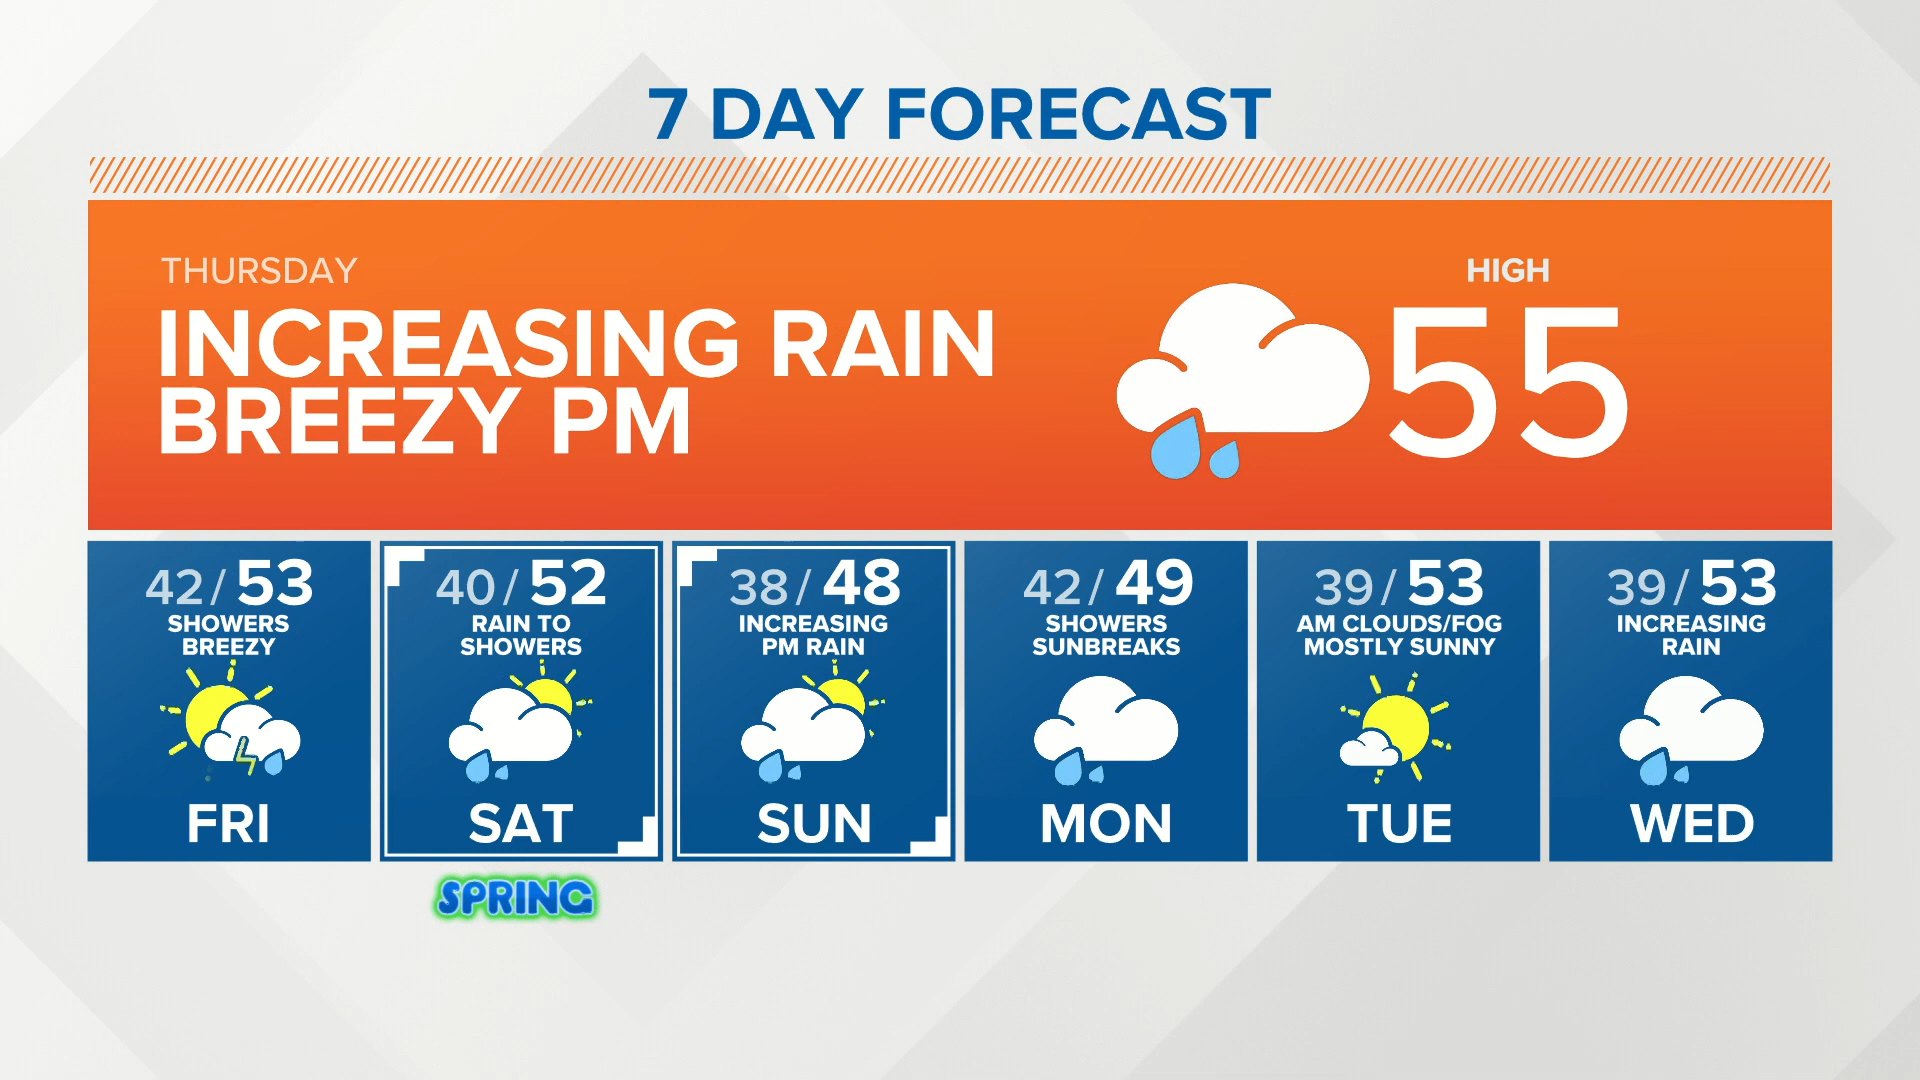 7 DAY FORECAST
THURSDAY
INCREASING RAIN
BREEZY PM
HIGH
55
42/53
SHOWERS
BREEZY
FRI
40/52
RAIN TO
SHOWERS
SAT
SPRING
38/48
INCREASING
PM RAIN
SUN
42/49
SHOWERS
SUNBREAKS
MON
39/53
AM CLOUDS/FOG
MOSTLY SUNNY
TUE
39/53
INCREASING
RAIN
WED